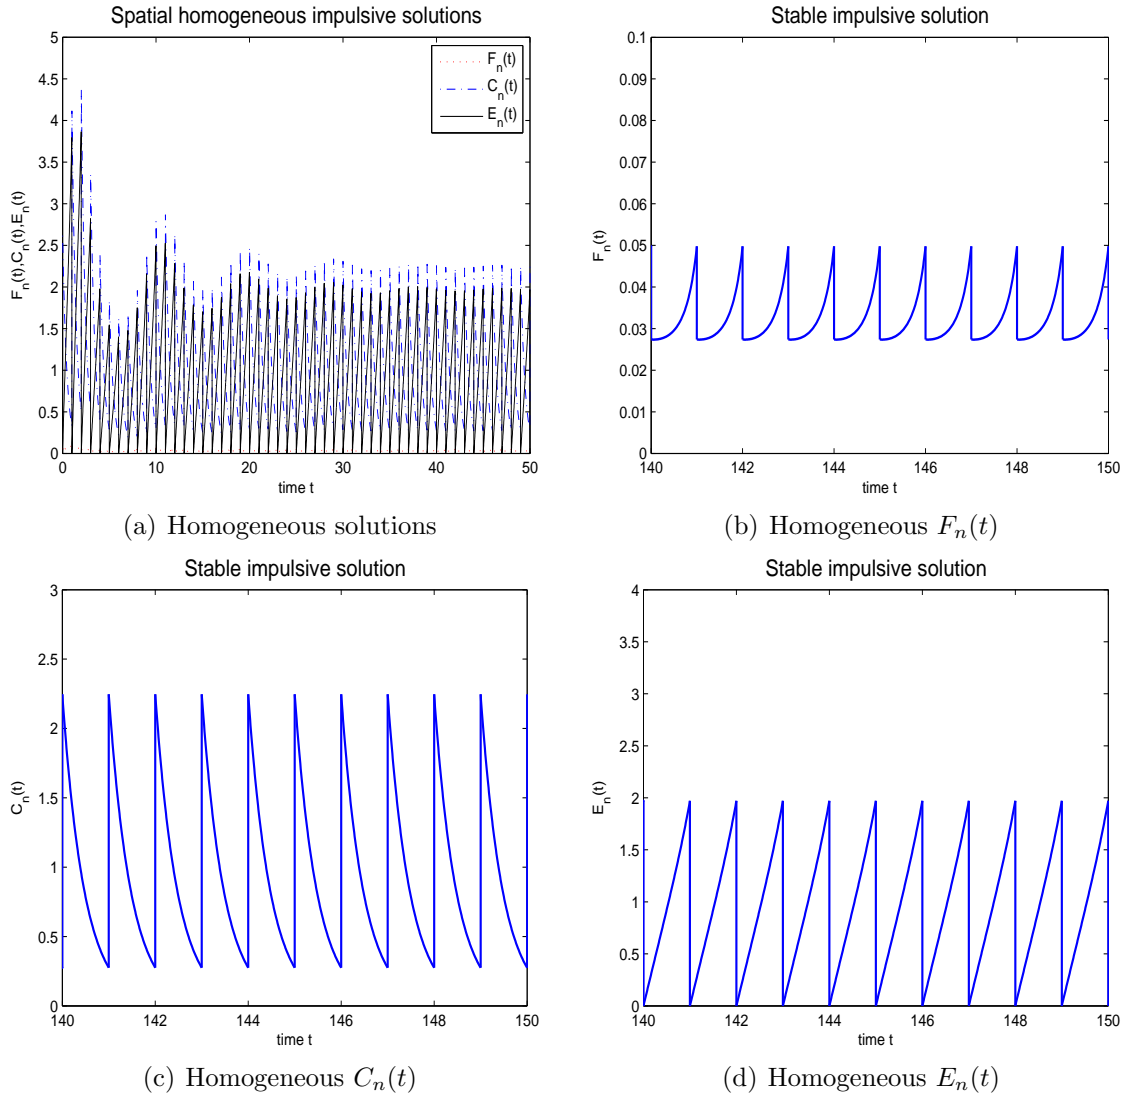 Spatial homogeneous impulsive solutions
F_n(t),C_n(t),E_n(t)
5
4.5
4
3.5
3
2.5
2
1.5
1
0.5
0
F_n(t)
C_n(t)
E_n(t)
0 10 20 30 40 50
time t
(a) Homogeneous solutions
Stable impulsive solution
F_n(t)
0.1
0.09
0.08
0.07
0.06
0.05
0.04
0.03
0.02
0.01
0
140 142 144 146 148 150
time t
(b) Homogeneous F_n(t)
Stable impulsive solution
C_n(t)
3
2.5
2
1.5
1
0.5
0
140 142 144 146 148 150
time t
(c) Homogeneous C_n(t)
Stable impulsive solution
E_n(t)
4
3.5
3
2.5
2
1.5
1
0.5
0
140 142 144 146 148 150
time t
(d) Homogeneous E_n(t)